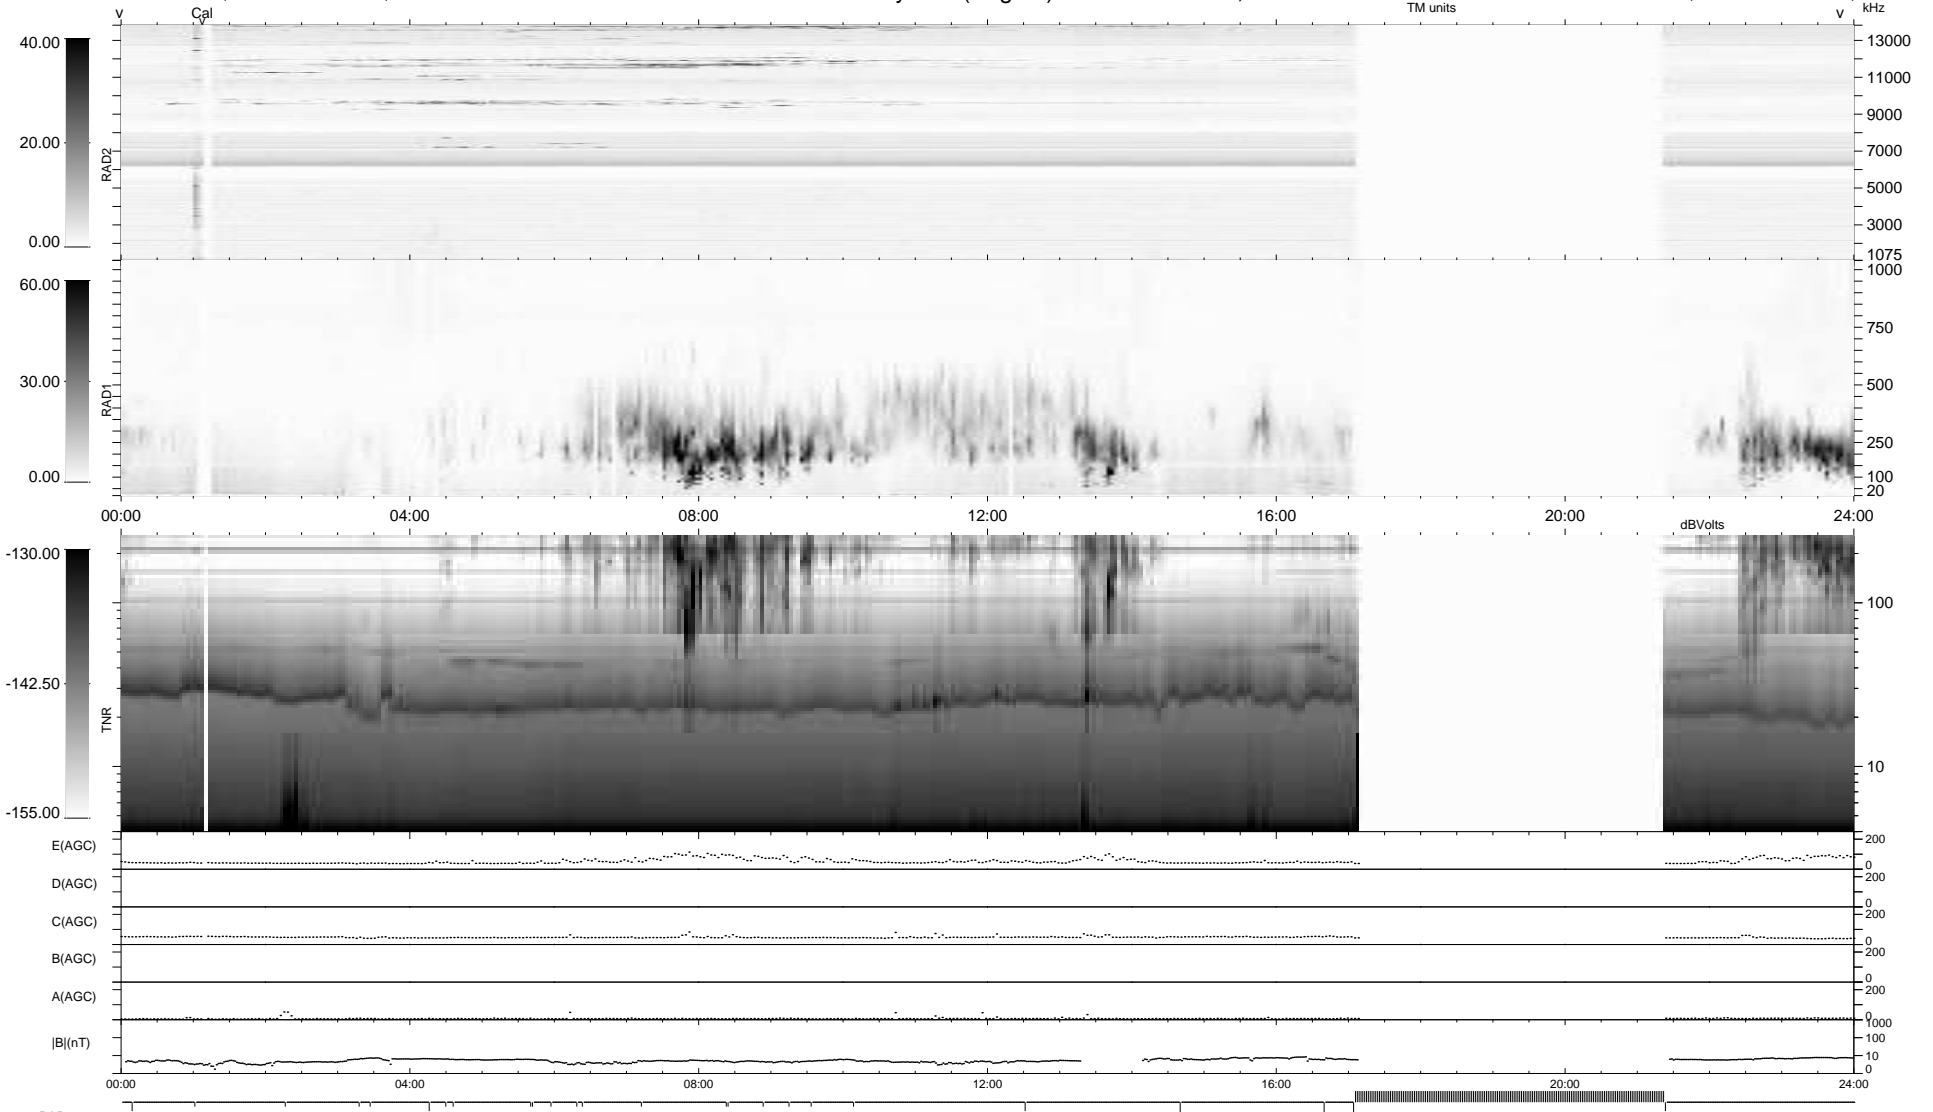 v
Cal
v
TM units
v
kHz
40.00
20.00
0.00
RAD2
13000
11000
9000
7000
5000
3000
1075
60.00
30.00
0.00
RAD1
1000
750
500
250
100
20
00:00 04:00 08:00 12:00 16:00 20:00 24:00
dBVolts
-130.00
-142.50
-155.00
TNR
100
10
E(AGC) 200
0
D(AGC) 200
0
C(AGC) 200
0
B(AGC) 200
0
A(AGC) 200
0
|B|(nT) 1000
100
10
0
00:00 04:00 08:00 12:00 16:00 20:00 24:00